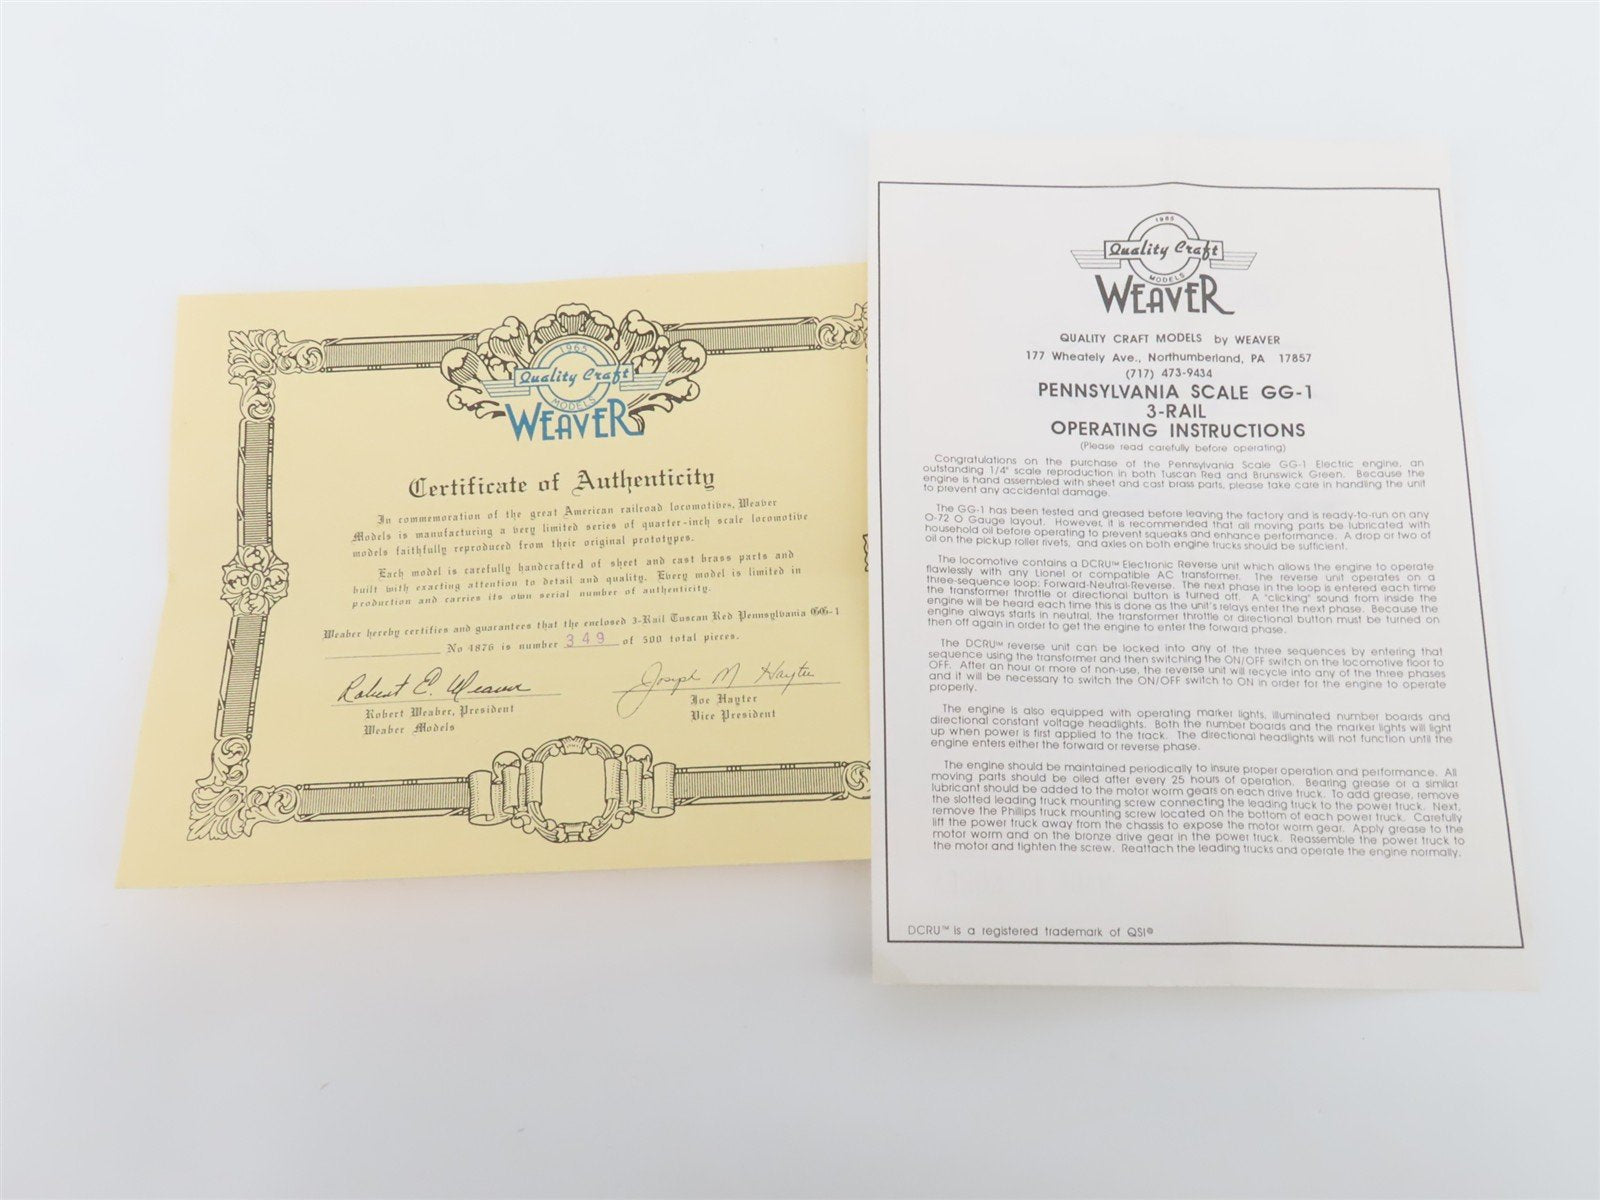 1965
Quality Craft
MODELS
WEAVER
Certificate of Authenticity
In commemoration of the great American railroad locomotives, Weaver
Models is manufacturing a very limited series of quarter-inch scale locomotive
models faithfully reproduced from their original prototypes.
Each model is carefully handcrafted of sheet and cast brass parts and
built with exacting attention to detail and quality. Every model is limited in
production and carries its own serial number of authenticity.
Weaver hereby certifies and guarantees that the enclosed 3-Rail Tuscan Red Pennsylvania GG-1
No 4876 is number 349 of 500 total pieces.
Robert E. Weaver
Joseph M Hayter
Robert Weaver, President
Weaver Models
Joe Hayter
Vice President
1965
Quality Craft
MODELS
WEAVER
QUALITY CRAFT MODELS by WEAVER
177 Wheately Ave., Northumberland, PA 17857
(717) 473-9434
PENNSYLVANIA SCALE GG-1
3-RAIL
OPERATING INSTRUCTIONS
(Please read carefully before operating)
Congratulations on the purchase of the Pennsylvania Scale GG-1 Electric engine, an
outstanding 1/4" scale reproduction in both Tuscan Red and Brunswick Green. Because the
engine is hand assembled with sheet and cast brass parts, please take care in handling the unit
to prevent any accidental damage.
The GG-1 has been tested and greased before leaving the factory and is ready-to-run on any
O-72 O Gauge layout. However, it is recommended that all moving parts be lubricated with
household oil before operating to prevent squeaks and enhance performance. A drop or two of
oil on the pickup roller rivets, and axles on both engine trucks should be sufficient.
The locomotive contains a DCRU™ Electronic Reverse unit which allows the engine to operate
flawlessly with any Lionel or compatible AC transformer. The reverse unit operates on a
three-sequence loop: Forward-Neutral-Reverse. The next phase in the loop is entered each time
the transformer throttle or directional button is turned off. A "clicking" sound from inside the
engine will be heard each time this is done as the unit's relays enter the next phase. Because the
engine always starts in neutral, the transformer throttle or directional button must be turned on
then off again in order to get the engine to enter the forward phase.
The DCRU™ reverse unit can be locked into any of the three sequences by entering that
sequence using the transformer and then switching the ON/OFF switch on the locomotive floor to
OFF. After an hour or more of non-use, the reverse unit will recycle into any of the three phases
and it will be necessary to switch the ON/OFF switch to ON in order for the engine to operate
properly.
The engine is also equipped with operating marker lights, illuminated number boards and
directional constant voltage headlights. Both the number boards and the marker lights will light
up when power is first applied to the track. The directional headlights will not function until the
engine enters either the forward or reverse phase.
The engine should be maintained periodically to insure proper operation and performance. All
moving parts should be oiled after every 25 hours of operation. Bearing grease or a similar
lubricant should be added to the motor worm gears on each drive truck. To add grease, remove
the slotted leading truck mounting screw connecting the leading truck to the power truck. Next,
remove the Phillips truck mounting screw located on the bottom of each power truck. Carefully
lift the power truck away from the chassis to expose the motor worm gear. Apply grease to the
motor worm and on the bronze drive gear in the power truck. Reassemble the power truck to
the motor and tighten the screw. Reattach the leading trucks and operate the engine normally.
DCRU™ is a registered trademark of QSI®